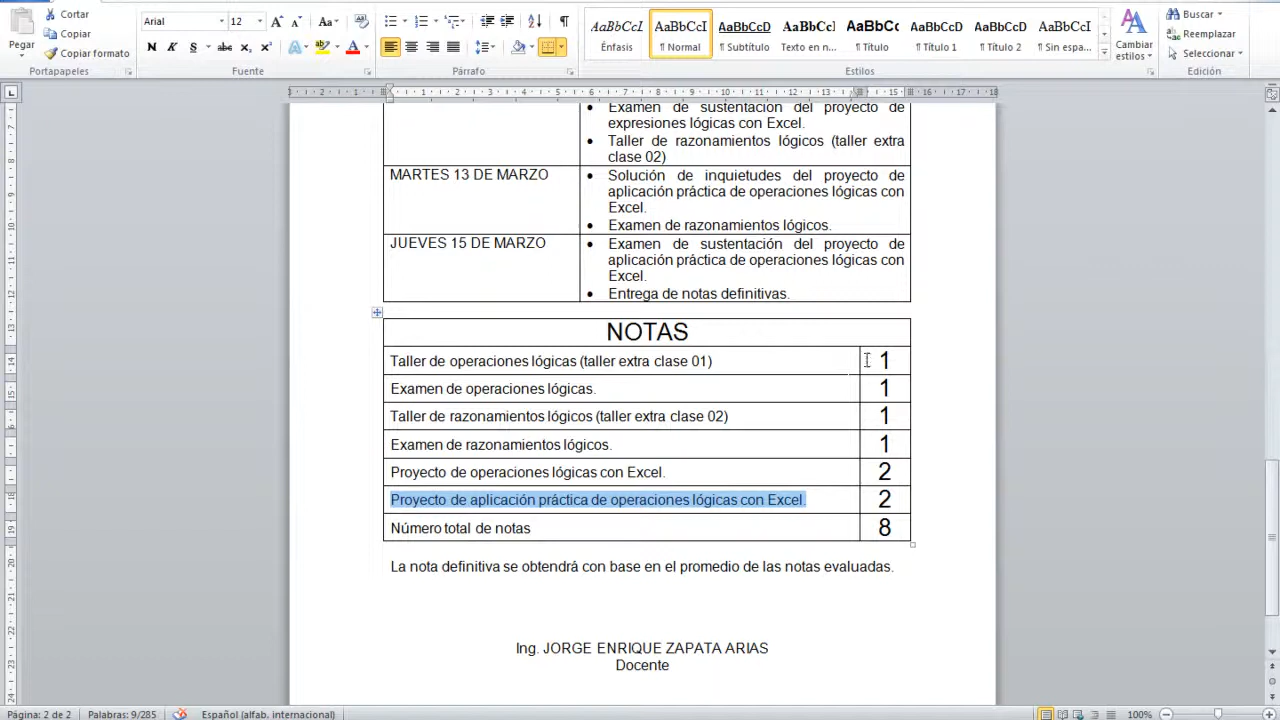 Cortar
Copiar
Copiar formato
Pegar
Portapapeles
Arial
12
Aa
N K S abc x₂ x²
Fuente
Párrafo
AaBbCcI
Énfasis
AaBbCcI
¶ Normal
AaBbCcI
¶ Subtítulo
AaBbCcI
Texto en n...
AaBbCc
¶ Título
AaBbCcI
¶ Título 1
AaBbCcI
¶ Título 2
AaBbCcI
¶ Sin espa...
Cambiar
estilos
Estilos
Buscar
Reemplazar
Seleccionar
Edición
Examen de sustentación del proyecto de
expresiones lógicas con Excel.
Taller de razonamientos lógicos (taller extra
clase 02)
MARTES 13 DE MARZO
Solución de inquietudes del proyecto de
aplicación práctica de operaciones lógicas con
Excel.
Examen de razonamientos lógicos.
JUEVES 15 DE MARZO
Examen de sustentación del proyecto de
aplicación práctica de operaciones lógicas con
Excel.
Entrega de notas definitivas.
NOTAS
Taller de operaciones lógicas (taller extra clase 01) 1
Examen de operaciones lógicas. 1
Taller de razonamientos lógicos (taller extra clase 02) 1
Examen de razonamientos lógicos. 1
Proyecto de operaciones lógicas con Excel. 2
Proyecto de aplicación práctica de operaciones lógicas con Excel. 2
Número total de notas 8
La nota definitiva se obtendrá con base en el promedio de las notas evaluadas.
Ing. JORGE ENRIQUE ZAPATA ARIAS
Docente
Página: 2 de 2 Palabras: 9/285 Español (alfab. internacional) 100%